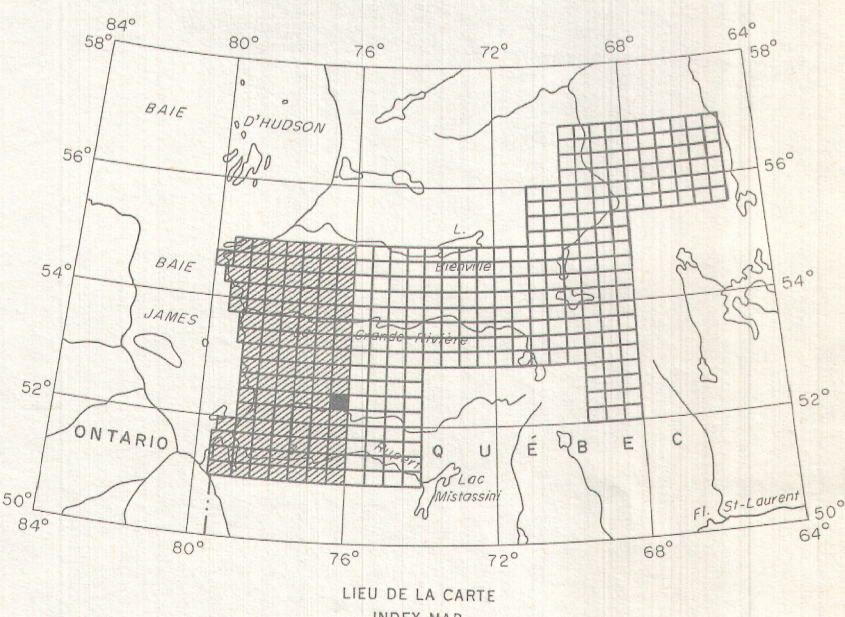 84°
58°
80°
76°
72°
68°
64°
58°
BAIE
D'HUDSON
56°
56°
L.
Bienville
BAIE
54°
54°
JAMES
Grande Rivière
52°
52°
ONTARIO
QUÉBEC
Rupert
Lac
Mistassini
Fl. St-Laurent
50°
84°
50°
64°
80°
76°
72°
68°
LIEU DE LA CARTE
INDEX MAP